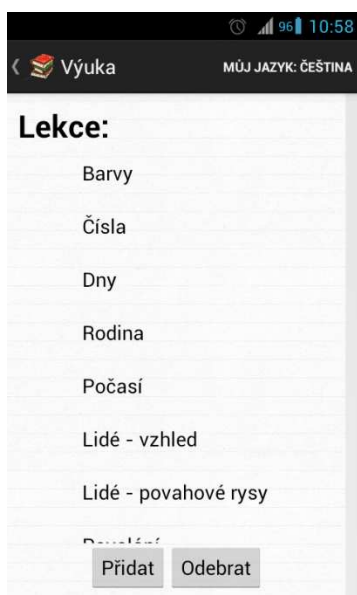 96 10:58
Výuka MŮJ JAZYK: ČEŠTINA
Lekce:
Barvy
Čísla
Dny
Rodina
Počasí
Lidé - vzhled
Lidé - povahové rysy
Přidat Odebrat